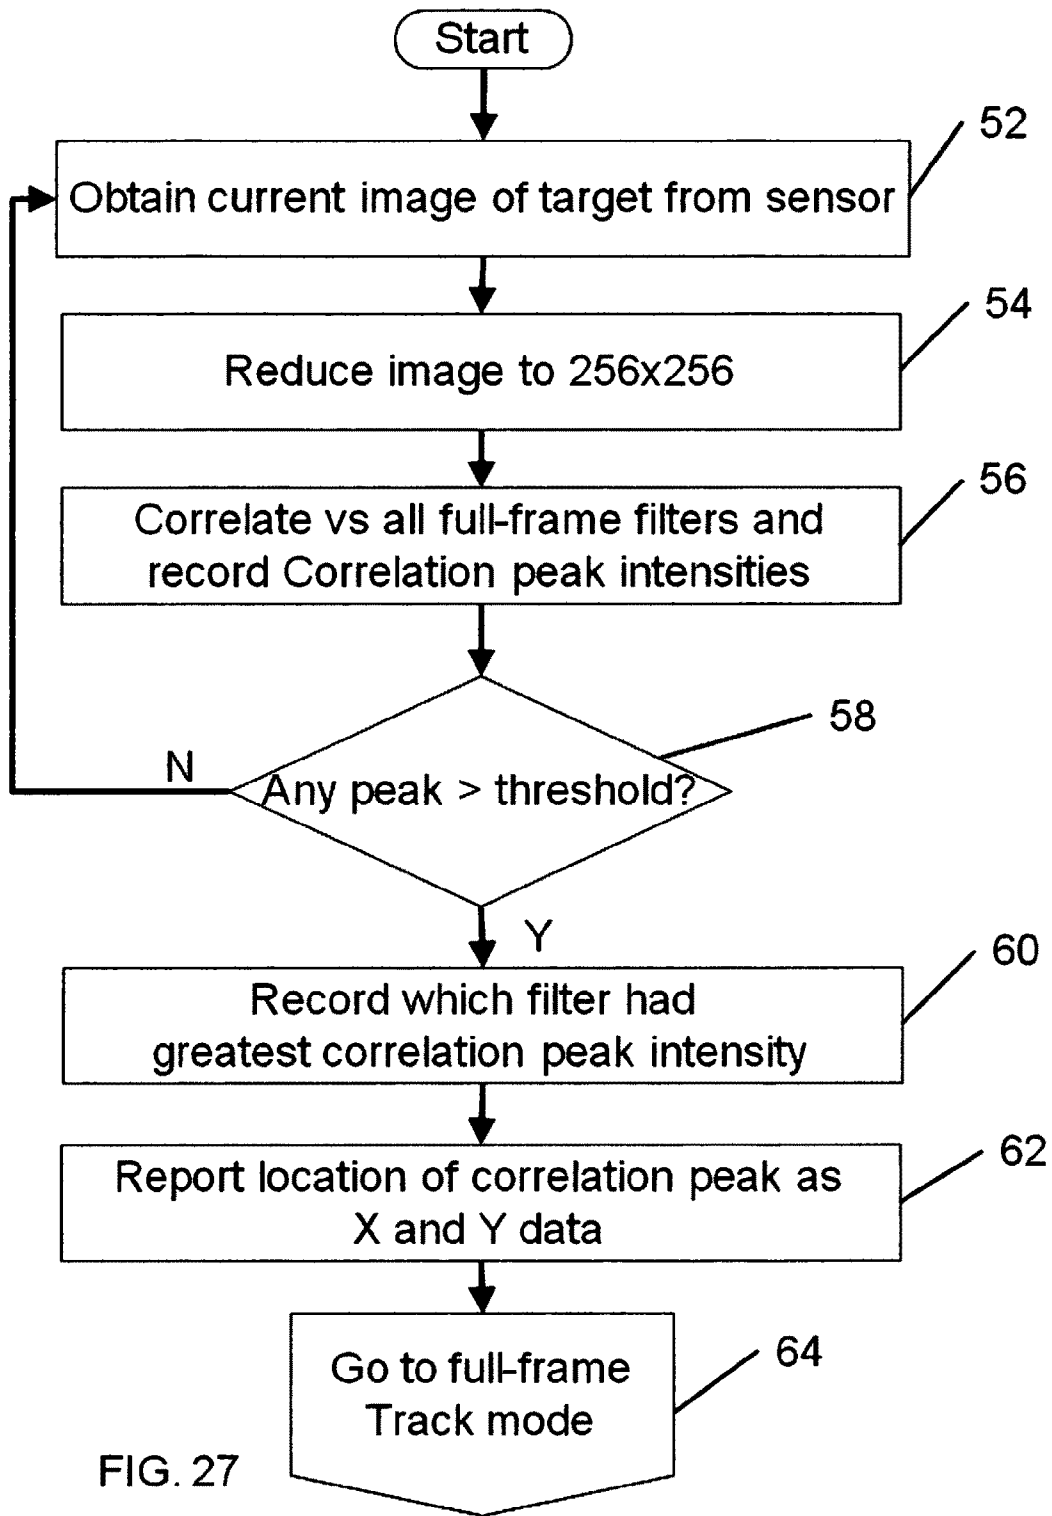 Start
52
Obtain current image of target from sensor
54
Reduce image to 256x256
56
Correlate vs all full-frame filters and
record Correlation peak intensities
58
N
Any peak > threshold?
Y
60
Record which filter had
greatest correlation peak intensity
62
Report location of correlation peak as
X and Y data
64
Go to full-frame
Track mode
FIG. 27